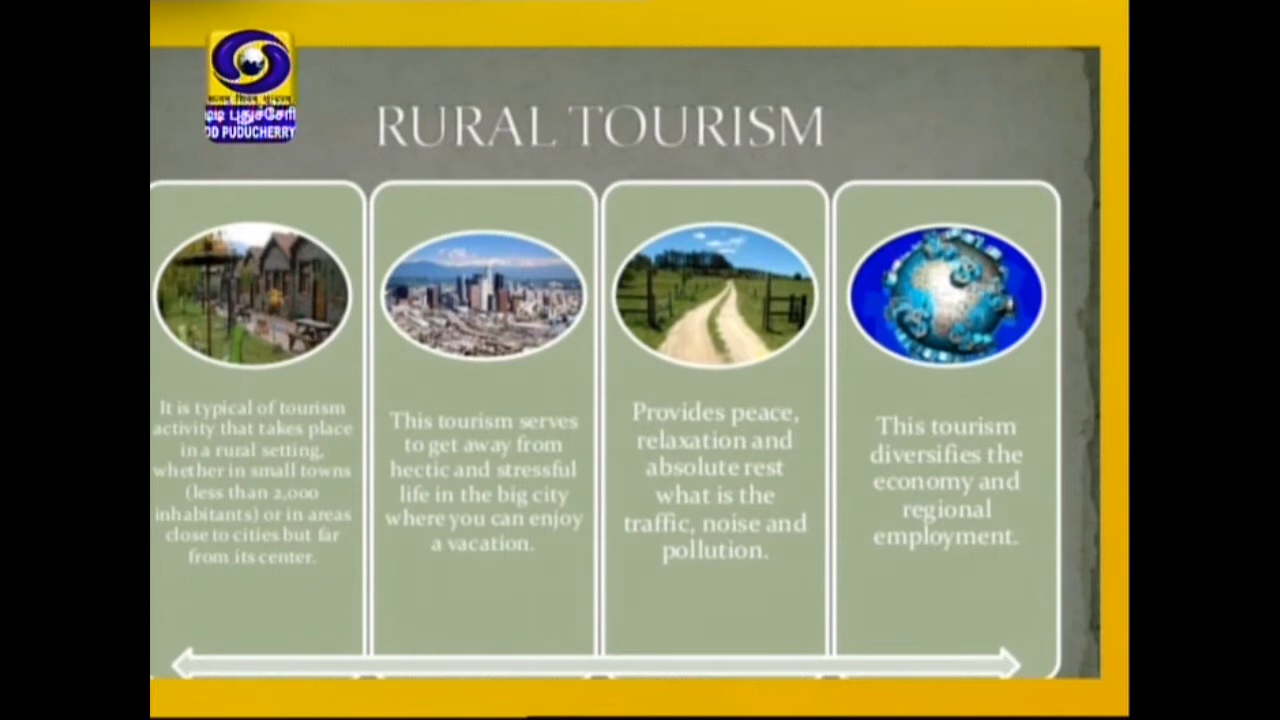 सत्यम् शिवम् सुन्दरम्
டிடி புதுச்சேரி
DD PUDUCHERRY
RURAL TOURISM
It is typical of tourism
activity that takes place
in a rural setting,
whether in small towns
(less than 2,000
inhabitants) or in areas
close to cities but far
from its center.
This tourism serves
to get away from
hectic and stressful
life in the big city
where you can enjoy
a vacation.
Provides peace,
relaxation and
absolute rest
what is the
traffic, noise and
pollution.
This tourism
diversifies the
economy and
regional
employment.